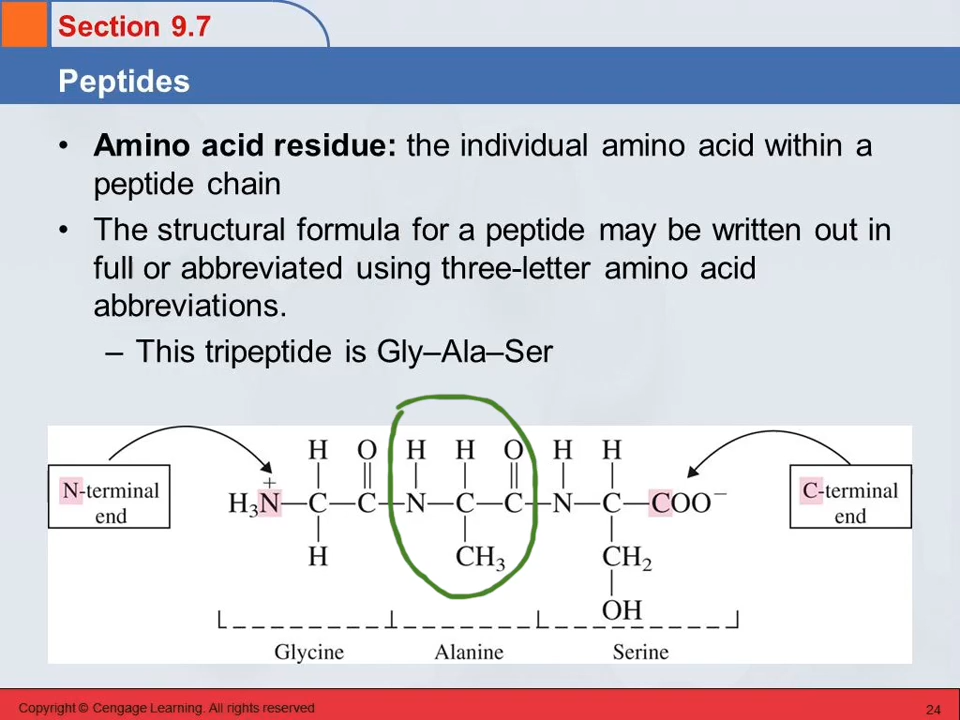 Section 9.7
Peptides
• Amino acid residue: the individual amino acid within a
peptide chain
• The structural formula for a peptide may be written out in
full or abbreviated using three-letter amino acid
abbreviations.
– This tripeptide is Gly–Ala–Ser
H O H H O H H
N-terminal
end
+
H₃N—C—C—N—C—C—N—C—COO⁻
C-terminal
end
H CH₃ CH₂
OH
Glycine Alanine Serine
Copyright © Cengage Learning. All rights reserved
24